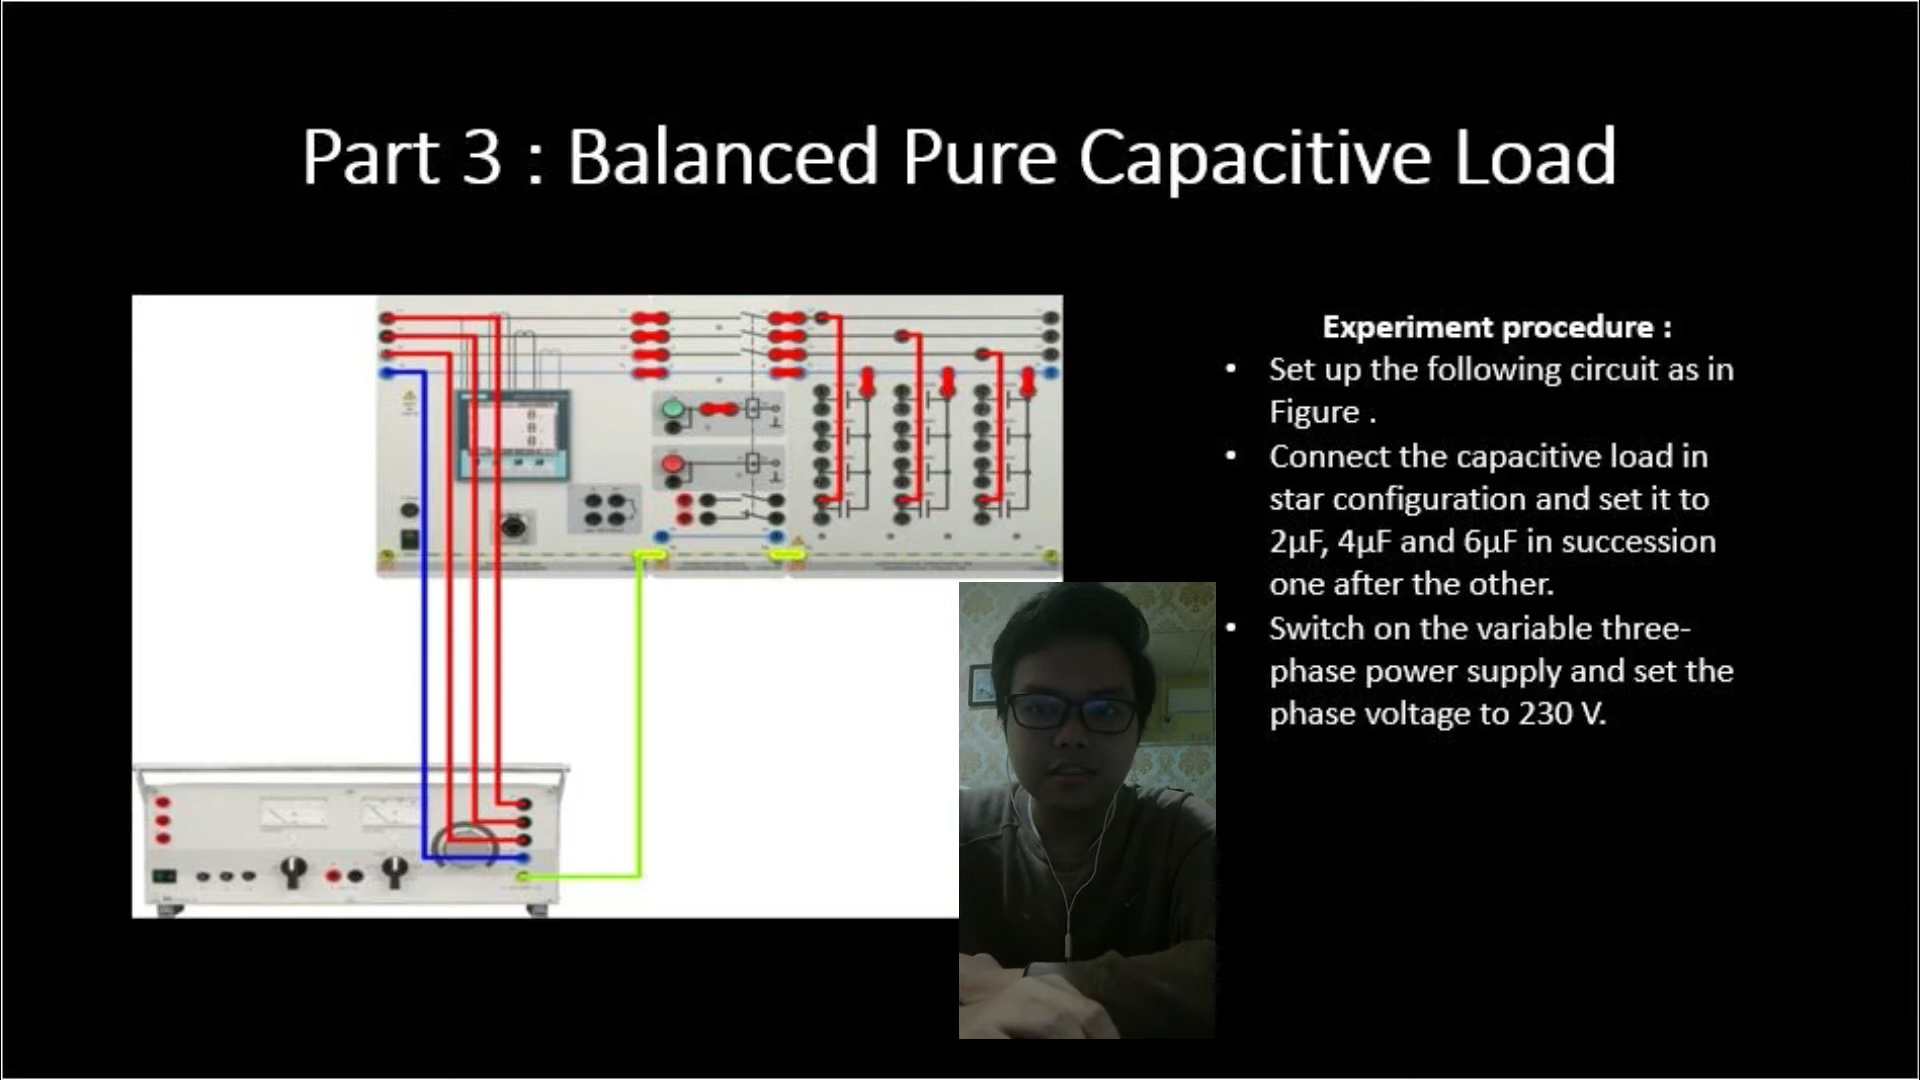 Part 3 : Balanced Pure Capacitive Load
Experiment procedure :
• Set up the following circuit as in
Figure .
• Connect the capacitive load in
star configuration and set it to
2µF, 4µF and 6µF in succession
one after the other.
• Switch on the variable three-
phase power supply and set the
phase voltage to 230 V.